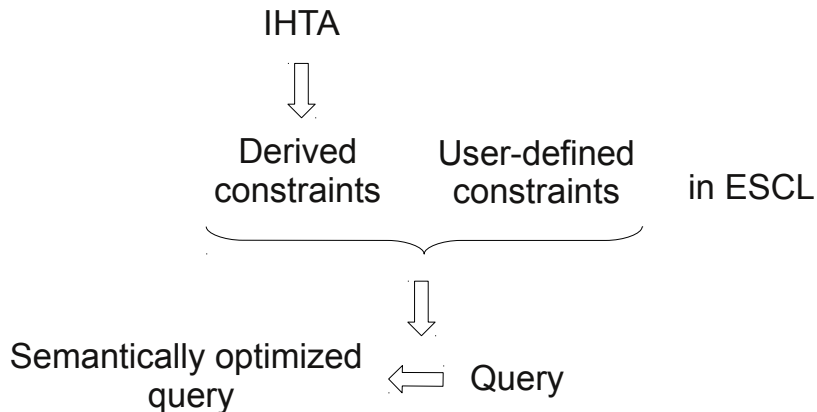 IHTA
Derived
constraints
User-defined
constraints
in ESCL
Semantically optimized
query
Query